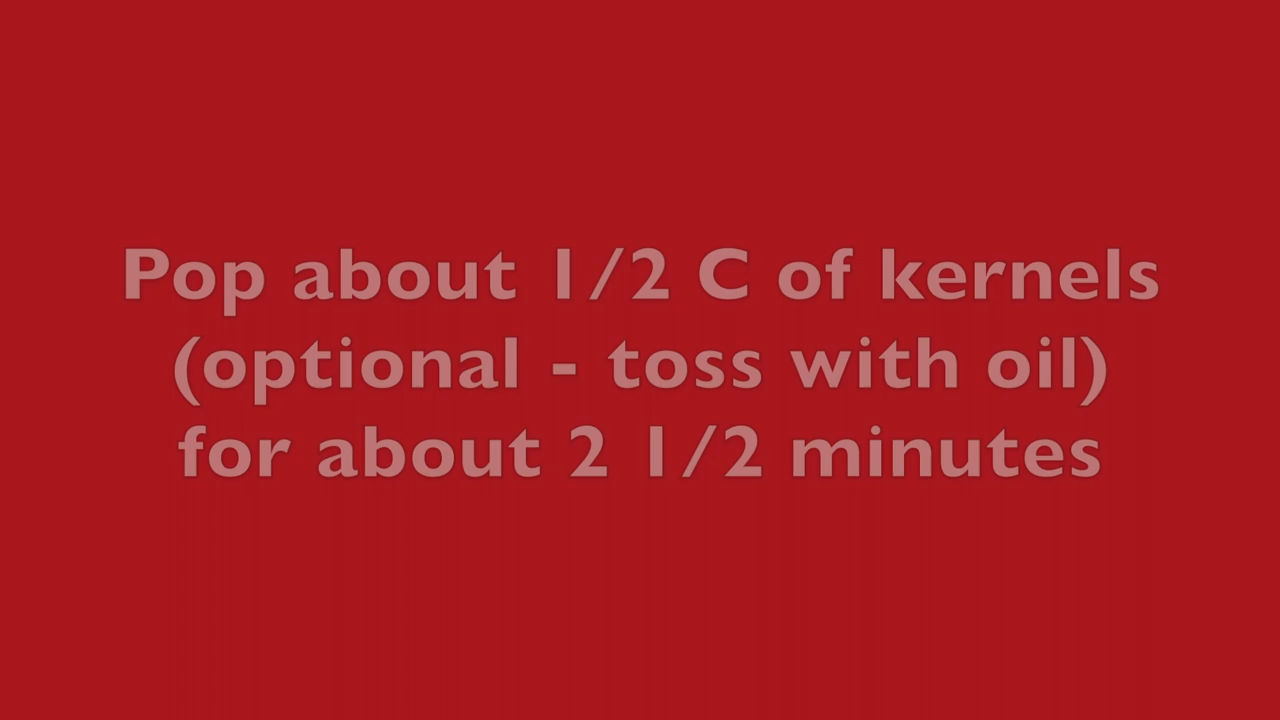 Pop about 1/2 C of kernels
(optional - toss with oil)
for about 2 1/2 minutes